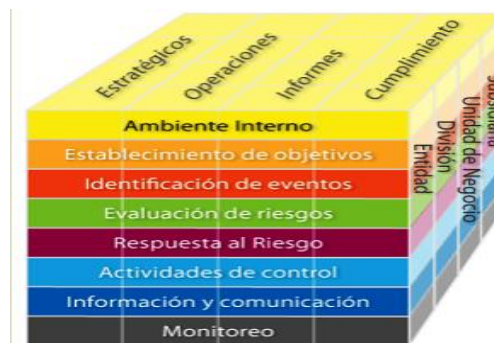 Estratégicos
Operaciones
Informes
Cumplimiento
Ambiente Interno
Establecimiento de objetivos
Identificación de eventos
Evaluación de riesgos
Respuesta al Riesgo
Actividades de control
Información y comunicación
Monitoreo
Entidad
División
Unidad de Negocio